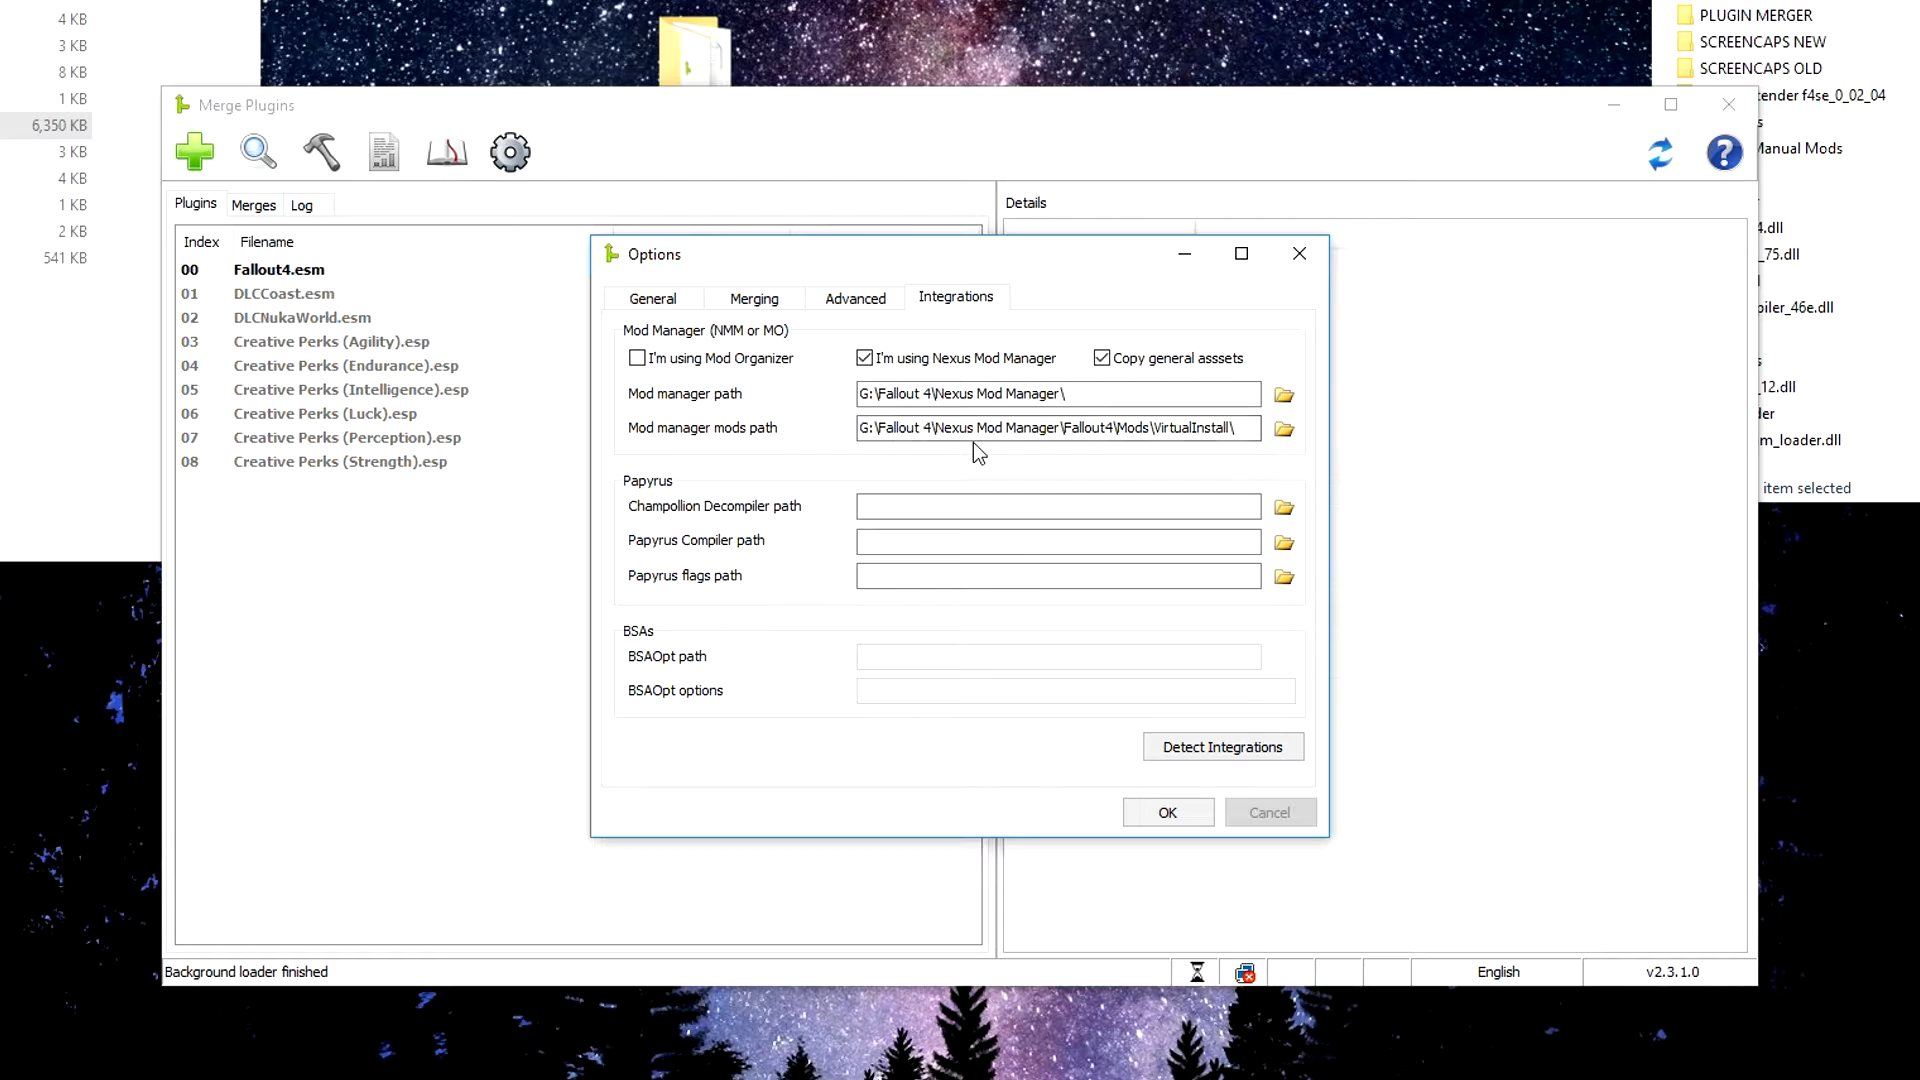 4 KB
3 KB
8 KB
1 KB
6,350 KB
3 KB
4 KB
1 KB
2 KB
541 KB
PLUGIN MERGER
SCREENCAPS NEW
SCREENCAPS OLD
tender f4se_0_02_04
s
Manual Mods
4.dll
_75.dll
l
piler_46e.dll
s
_12.dll
der
m_loader.dll
item selected
Merge Plugins
Plugins
Merges
Log
Details
Index Filename
00 Fallout4.esm
01 DLCCoast.esm
02 DLCNukaWorld.esm
03 Creative Perks (Agility).esp
04 Creative Perks (Endurance).esp
05 Creative Perks (Intelligence).esp
06 Creative Perks (Luck).esp
07 Creative Perks (Perception).esp
08 Creative Perks (Strength).esp
Options
General
Merging
Advanced
Integrations
Mod Manager (NMM or MO)
I'm using Mod Organizer
I'm using Nexus Mod Manager
Copy general asssets
Mod manager path
G:\Fallout 4\Nexus Mod Manager\
Mod manager mods path
G:\Fallout 4\Nexus Mod Manager\Fallout4\Mods\VirtualInstall\
Papyrus
Champollion Decompiler path
Papyrus Compiler path
Papyrus flags path
BSAs
BSAOpt path
BSAOpt options
Detect Integrations
OK
Cancel
Background loader finished
English
v2.3.1.0